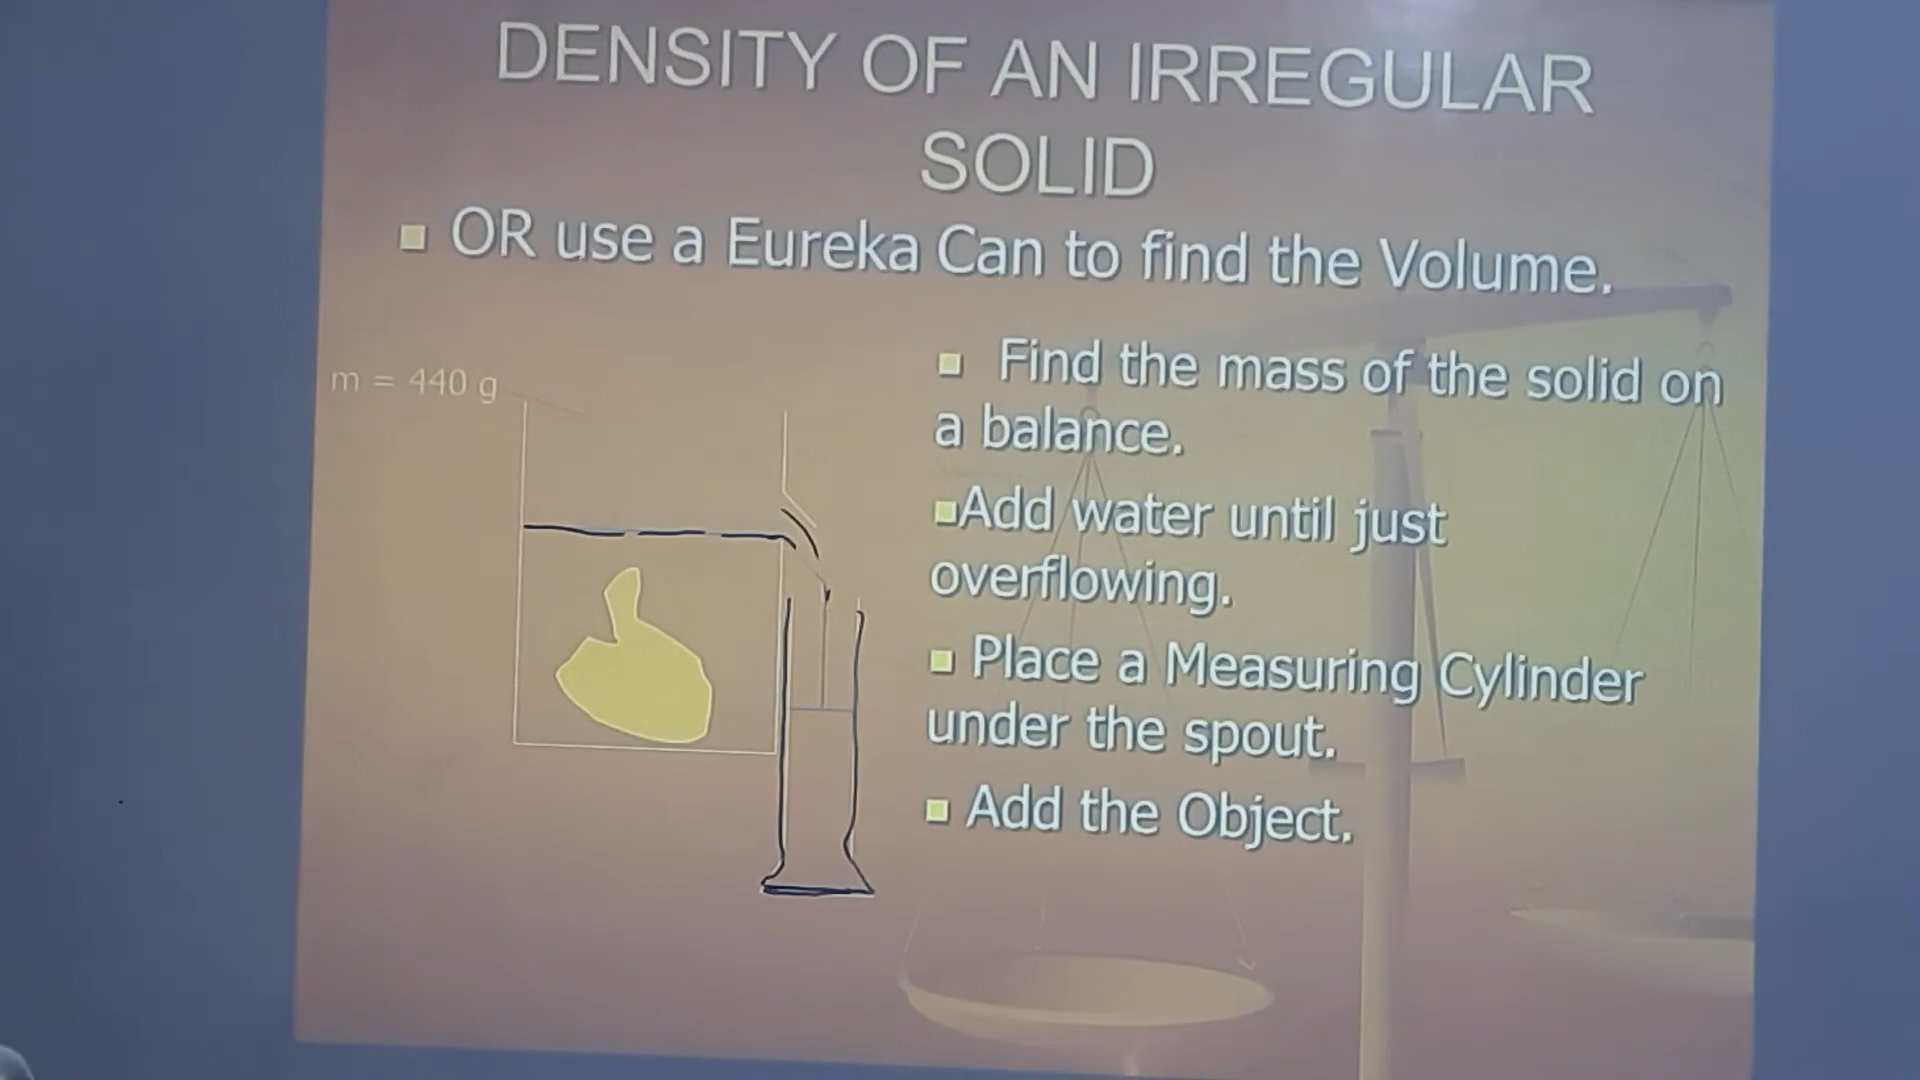 DENSITY OF AN IRREGULAR
SOLID
OR use a Eureka Can to find the Volume.
m = 440 g
Find the mass of the solid on
a balance.
Add water until just
overflowing.
Place a Measuring Cylinder
under the spout.
Add the Object.